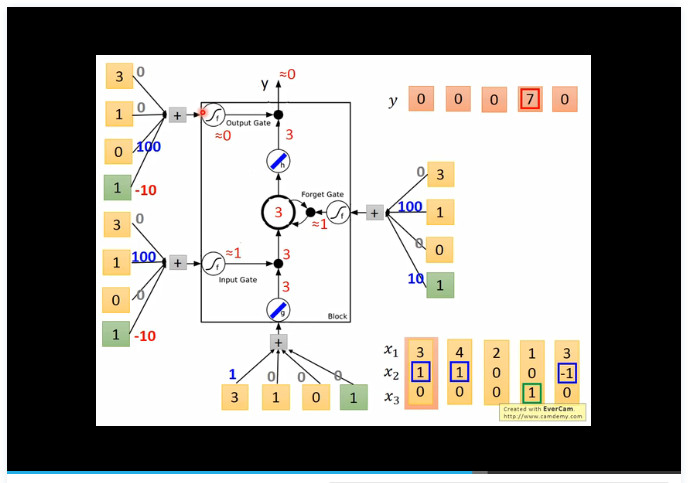 3 0
1 0
0 100
1 -10
y ≈0
+
f
Output Gate
≈0
3
h
y 0 0 0 7 0
3 0
1 100
0 0
1 -10
+
f
≈1
Input Gate
3
Forget Gate
≈1
f
+
0 3
100 1
0 0
10 1
3
3
g
Block
+
1 0 0 0
3 1 0 1
x₁ 3 4 2 1 3
x₂ 1 1 0 0 -1
x₃ 0 0 0 1 0
Created with EverCam.
http://www.camdemy.com